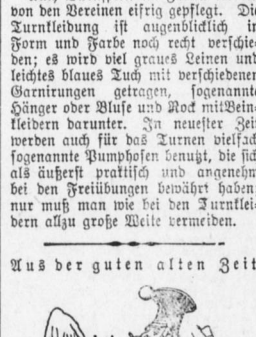 von den Vereinen eifrig gepflegt. Die
Turnkleidung ist augenblicklich in
Form und Farbe noch recht verschie-
den; es wird viel graues Leinen und
leichtes blaues Tuch mit verschiedenen
Garnirungen getragen, sogenannte
Hänger oder Bluse und Rock mit Bein-
kleidern darunter. In neuester Zeit
werden auch für das Turnen vielfach
sogenannte Pumphosen benutzt, die sich
als äußerst praktisch und angenehm
bei den Freiübungen bewährt haben,
nur muß man wie bei den Turnklei-
dern allzu große Weite vermeiden.
Aus der guten alten Zeit